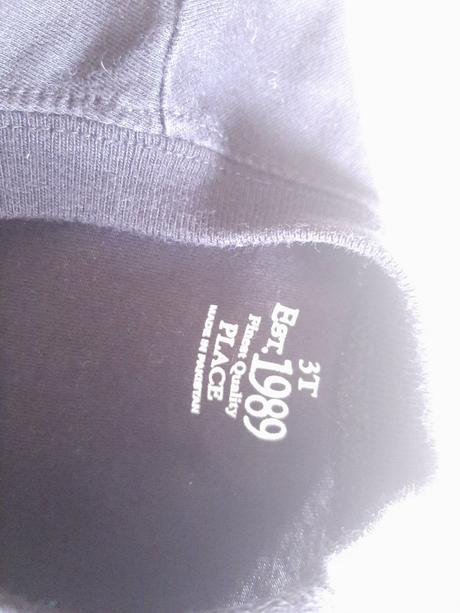 3T
EST. 1989
Finest Quality
PLACE
MADE IN PAKISTAN